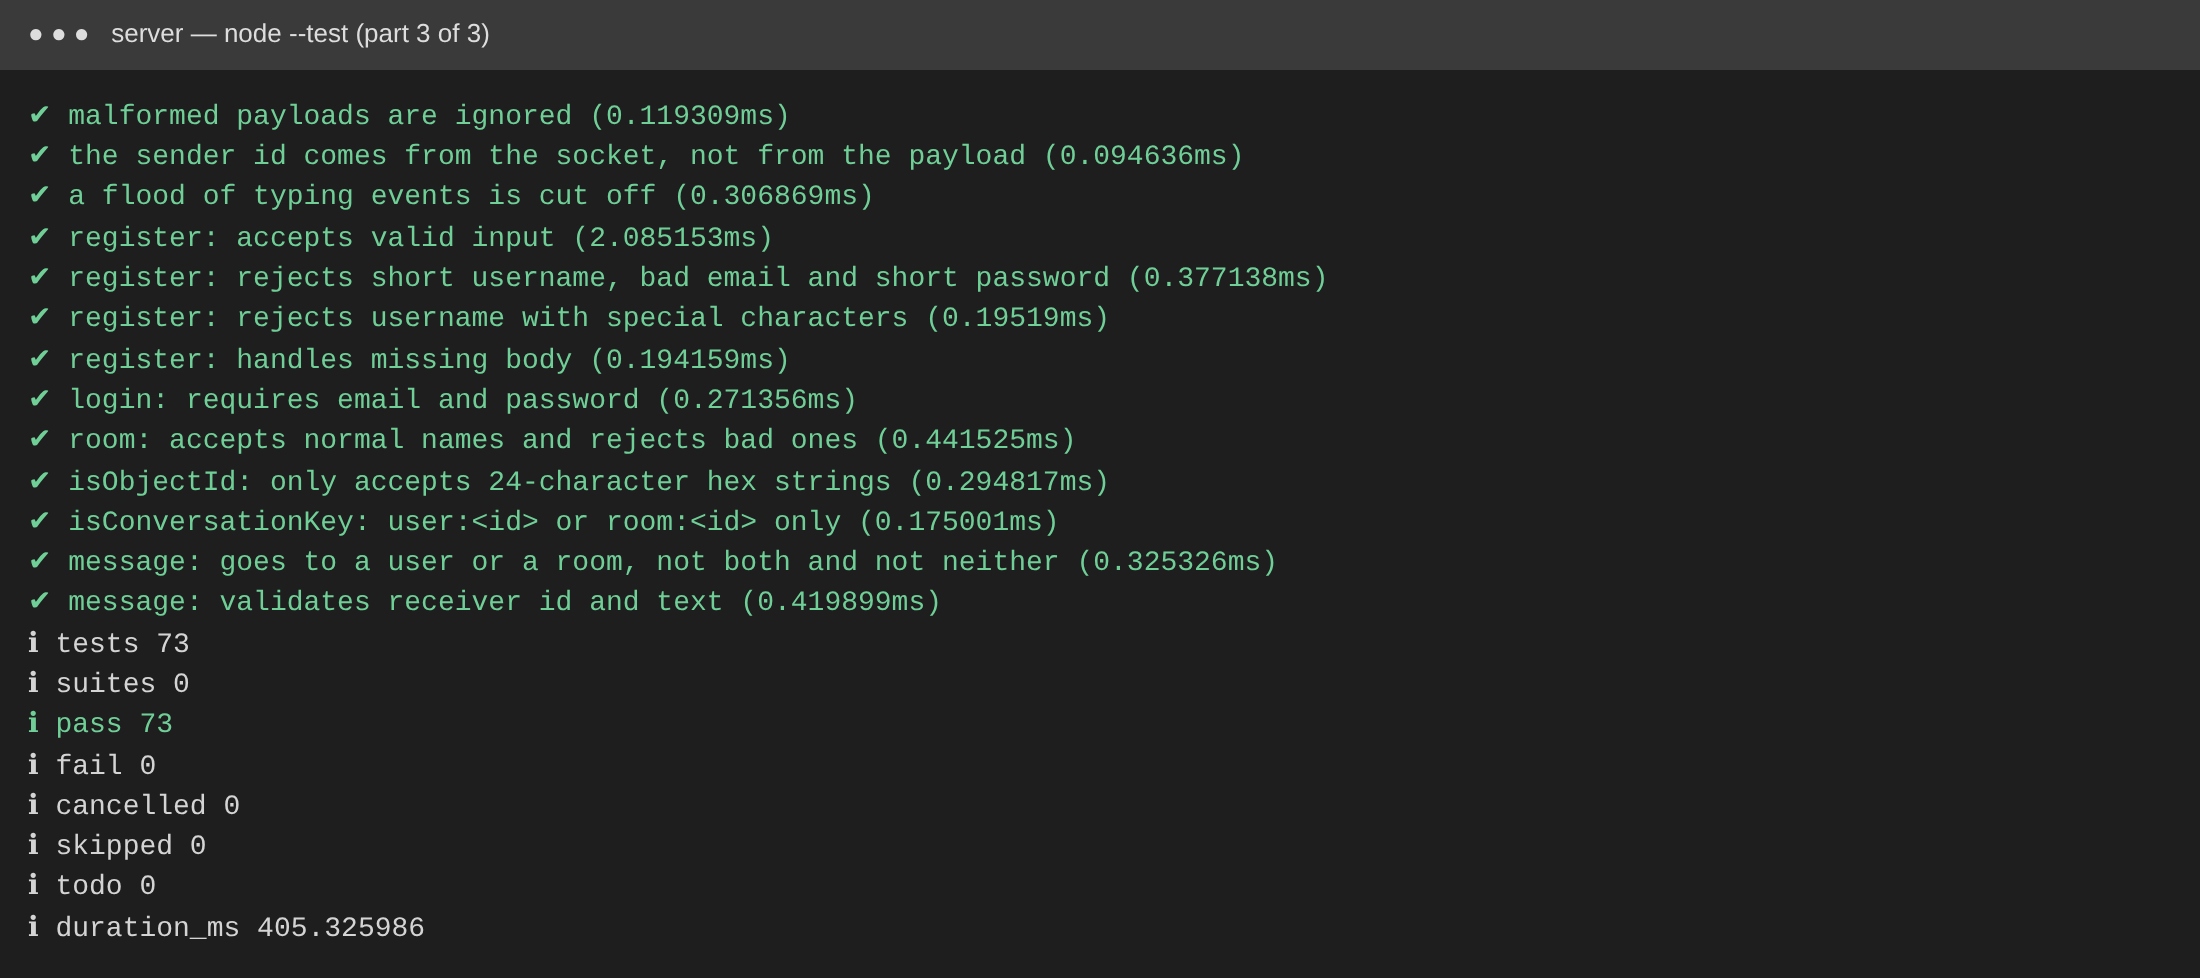 ● ● ● server — node --test (part 3 of 3)
✔ malformed payloads are ignored (0.119309ms)
✔ the sender id comes from the socket, not from the payload (0.094636ms)
✔ a flood of typing events is cut off (0.306869ms)
✔ register: accepts valid input (2.085153ms)
✔ register: rejects short username, bad email and short password (0.377138ms)
✔ register: rejects username with special characters (0.19519ms)
✔ register: handles missing body (0.194159ms)
✔ login: requires email and password (0.271356ms)
✔ room: accepts normal names and rejects bad ones (0.441525ms)
✔ isObjectId: only accepts 24-character hex strings (0.294817ms)
✔ isConversationKey: user:<id> or room:<id> only (0.175001ms)
✔ message: goes to a user or a room, not both and not neither (0.325326ms)
✔ message: validates receiver id and text (0.419899ms)
ℹ tests 73
ℹ suites 0
ℹ pass 73
ℹ fail 0
ℹ cancelled 0
ℹ skipped 0
ℹ todo 0
ℹ duration_ms 405.325986